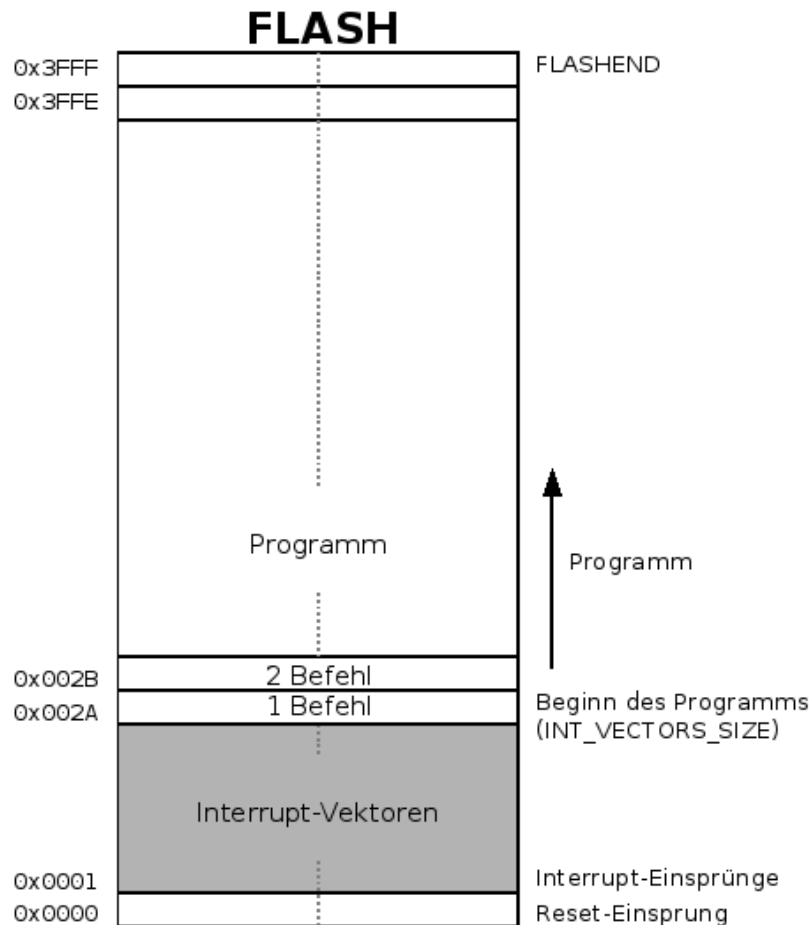 FLASH
0x3FFF
FLASHEND
0x3FFE
Programm
Programm
0x002B
2 Befehl
0x002A
1 Befehl
Beginn des Programms
(INT_VECTORS_SIZE)
Interrupt-Vektoren
0x0001
Interrupt-Einsprünge
0x0000
Reset-Einsprung